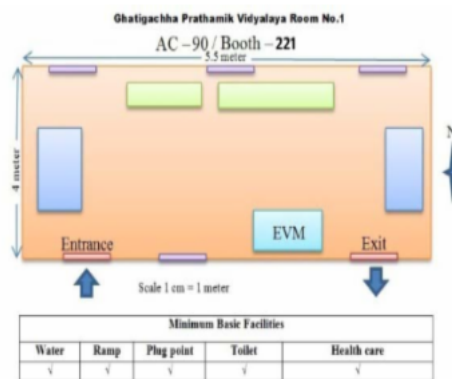 Ghatigachha Prathamik Vidyalaya Room No.1
AC –90 / Booth –221
5.5 meter
4 meter
N
EVM
Entrance
Exit
Scale 1 cm = 1 meter
Minimum Basic Facilities
Water Ramp Plug point Toilet Health care
√ √ √ √ √